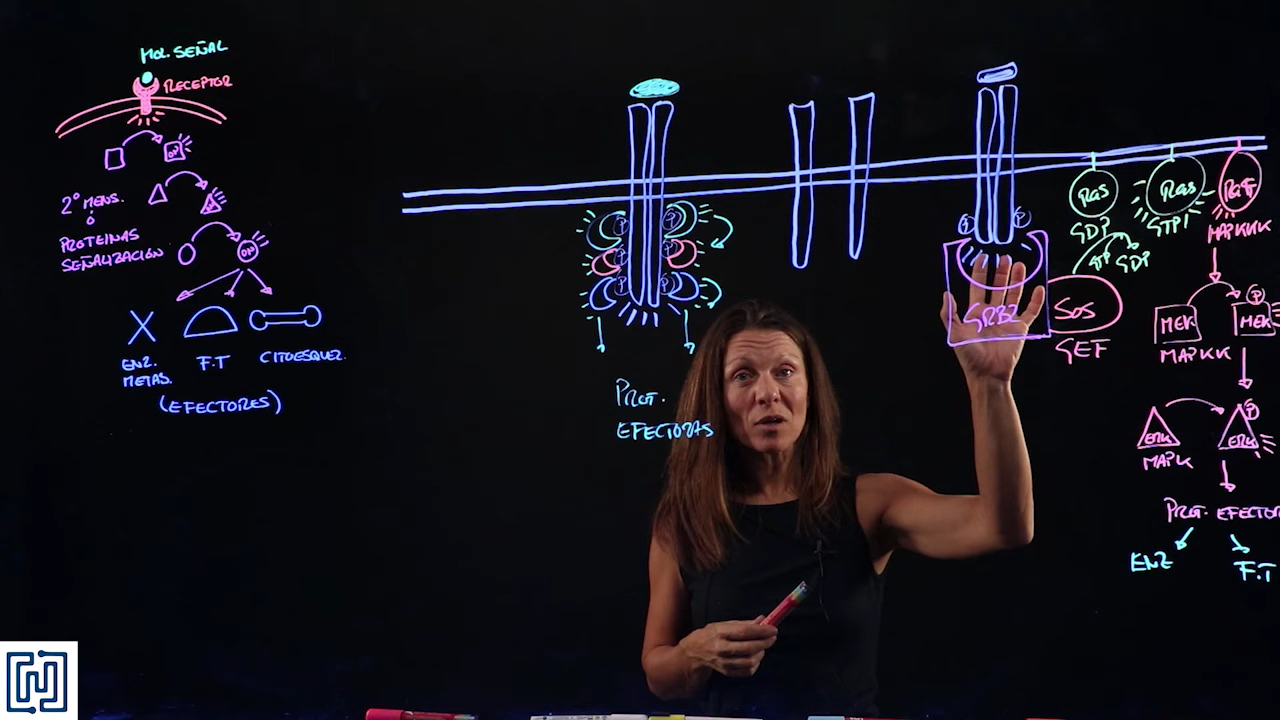 MOL. SEÑAL
RECEPTOR
2º MENS.
ó
PROTEINAS
SEÑALIZACIÓN
ENZ.
METAB.
F.T
CITOESQUEL.
(EFECTORES)
P
P
P
P
P
P
PROT.
EFECTORAS
P
P
GRB2
SOS
GEF
Ras
GDP
GTP
GDP
Ras
GTP
RaF
MAPKKK
MEK
MAPKK
P
MEK
ERK
MAPK
P
ERK
PROT. EFECTOR
ENZ
F.T